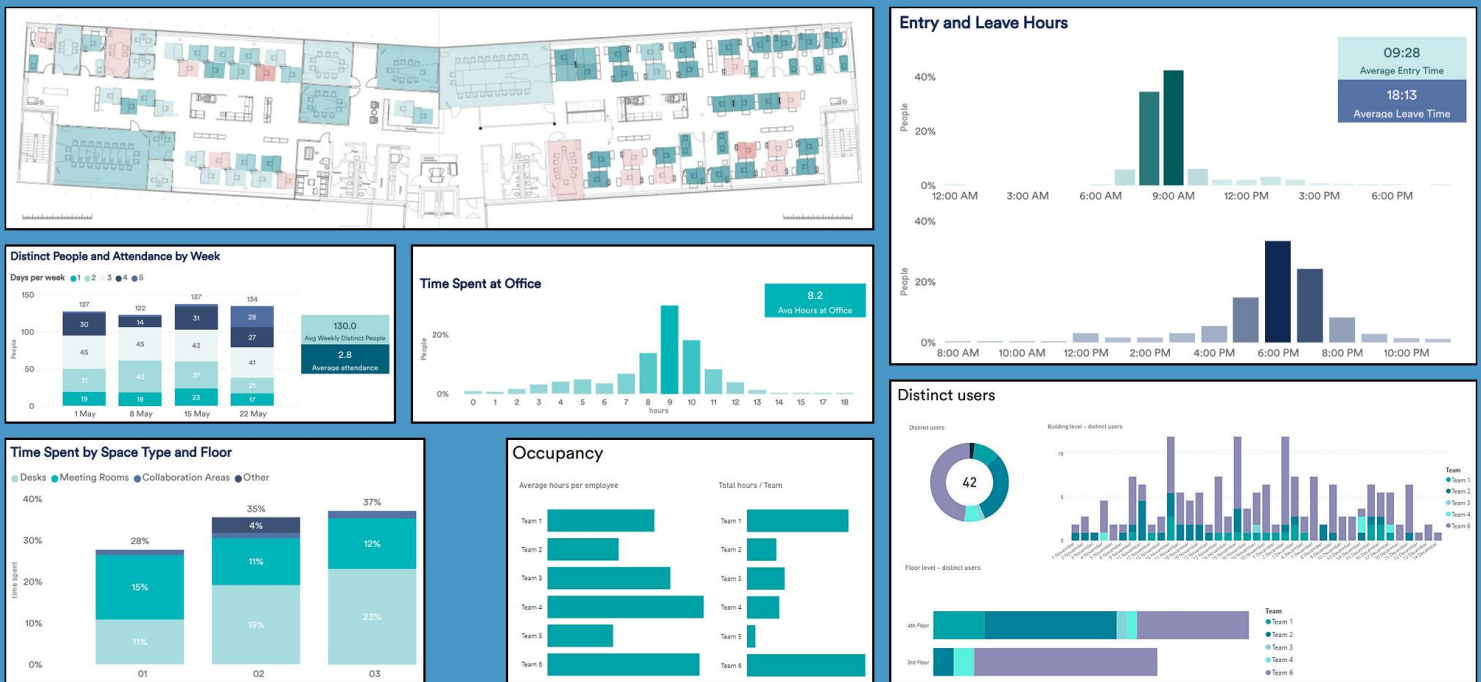 Entry and Leave Hours
09:28
Average Entry Time
18:13
Average Leave Time
People
40%
20%
0%
12:00 AM 3:00 AM 6:00 AM 9:00 AM 12:00 PM 3:00 PM 6:00 PM
People
40%
20%
0%
8:00 AM 10:00 AM 12:00 PM 2:00 PM 4:00 PM 6:00 PM 8:00 PM 10:00 PM
Distinct People and Attendance by Week
Days per week 1 2 3 4 5
People
150
100
50
0
127 122 137 134
28
30 14 31 27
45 45 43 41
31 43 37 21
19 18 23 17
1 May 8 May 15 May 22 May
130.0
Avg Weekly Distinct People
2.8
Average attendance
Time Spent at Office
8.2
Avg Hours at Office
People
20%
0%
0 1 2 3 4 5 6 7 8 9 10 11 12 13 14 15 17 18
hours
Time Spent by Space Type and Floor
Desks Meeting Rooms Collaboration Areas Other
time spent
40%
30%
20%
10%
0%
28% 35% 37%
4%
15% 11% 12%
11% 19% 23%
01 02 03
Occupancy
Average hours per employee
Team 1
Team 2
Team 3
Team 4
Team 5
Team 6
Total hours / Team
Team 1
Team 2
Team 3
Team 4
Team 5
Team 6
Distinct users
Distinct users
42
Building level - distinct users
10
5
0
Team
Team 1
Team 2
Team 3
Team 4
Team 6
Floor level - distinct users
4th Floor
3rd Floor
Team
Team 1
Team 2
Team 3
Team 4
Team 6